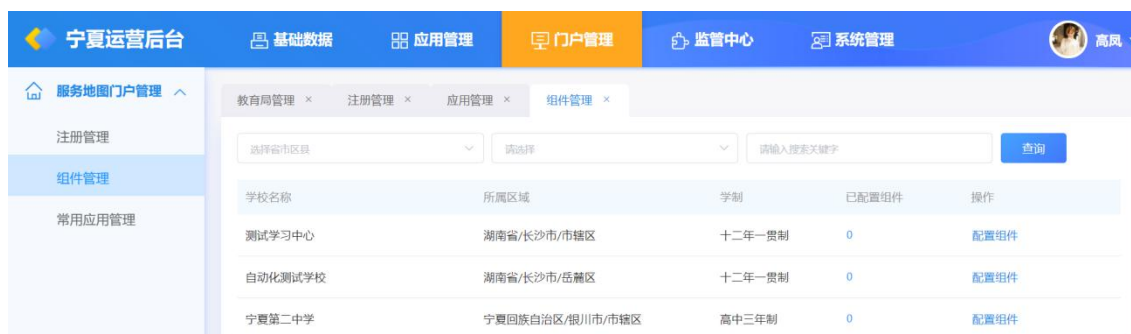 宁夏运营后台 基础数据 应用管理 门户管理 监管中心 系统管理 高凤
服务地图门户管理
注册管理
组件管理
常用应用管理
教育局管理 × 注册管理 × 应用管理 × 组件管理 ×
选择省市区县 请选择 请输入搜索关键字 查询
学校名称 所属区域 学制 已配置组件 操作
测试学习中心 湖南省/长沙市/市辖区 十二年一贯制 0 配置组件
自动化测试学校 湖南省/长沙市/岳麓区 十二年一贯制 0 配置组件
宁夏第二中学 宁夏回族自治区/银川市/市辖区 高中三年制 0 配置组件